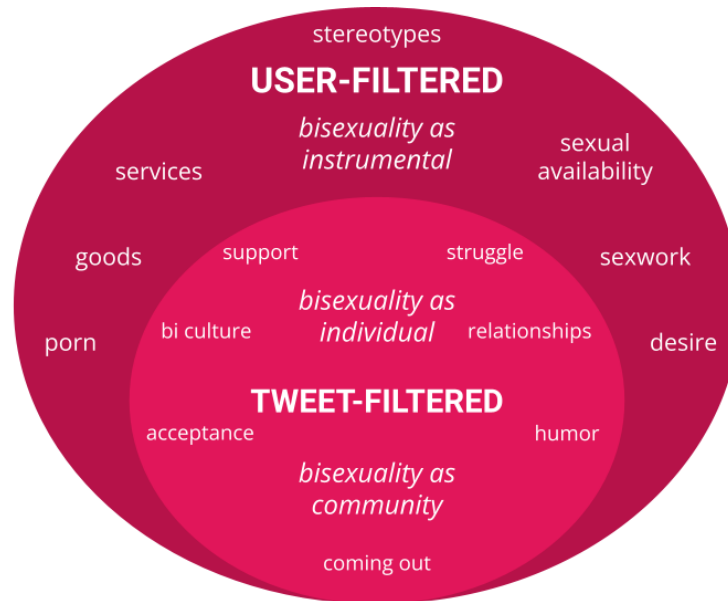 stereotypes
USER-FILTERED
bisexuality as
instrumental
sexual
availability
services
goods
support
struggle
sexwork
bisexuality as
individual
porn
bi culture
relationships
desire
TWEET-FILTERED
acceptance
humor
bisexuality as
community
coming out